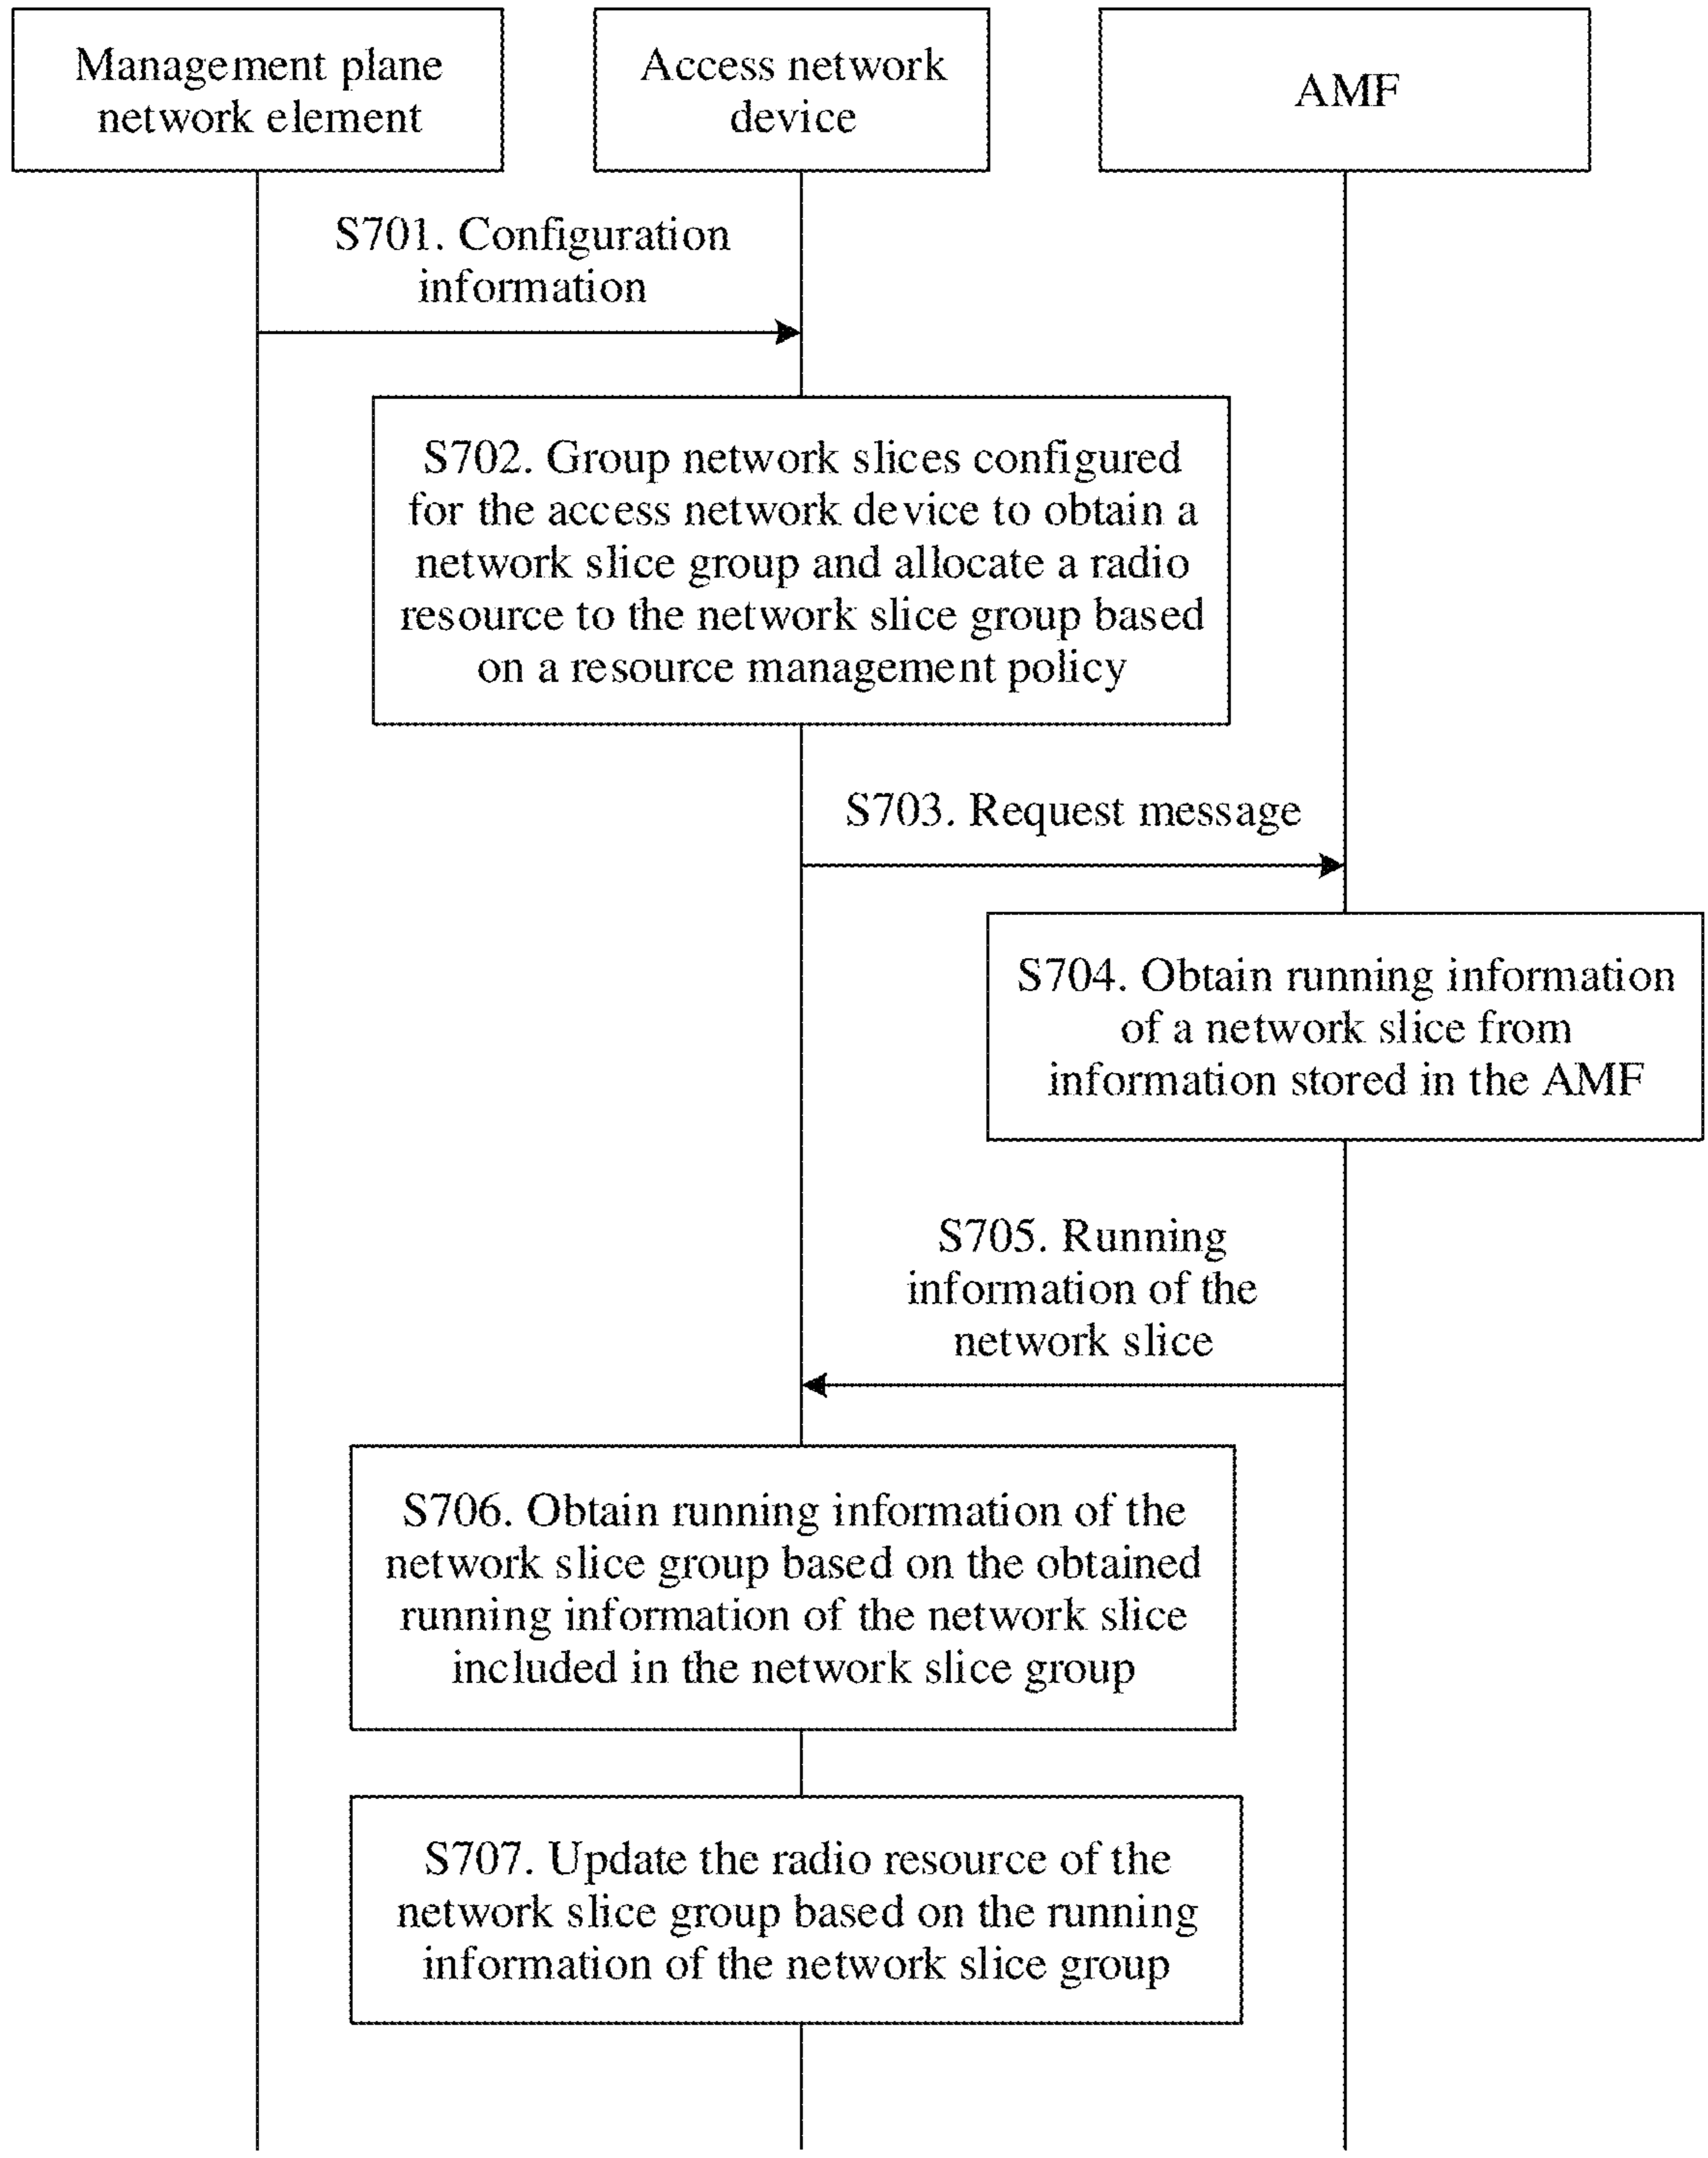 Management plane
network element
Access network
device
AMF
S701. Configuration
information
S702. Group network slices configured
for the access network device to obtain a
network slice group and allocate a radio
resource to the network slice group based
on a resource management policy
S703. Request message
S704. Obtain running information
of a network slice from
information stored in the AMF
S705. Running
information of the
network slice
S706. Obtain running information of the
network slice group based on the obtained
running information of the network slice
included in the network slice group
S707. Update the radio resource of the
network slice group based on the running
information of the network slice group